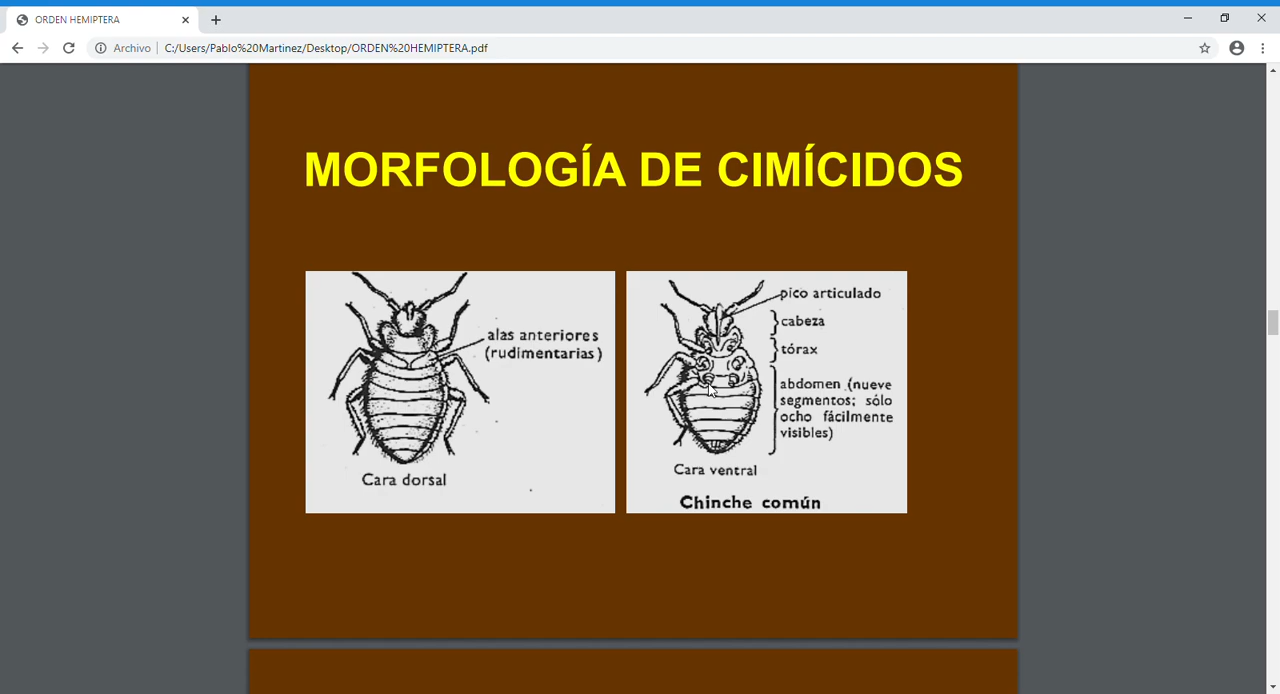 ORDEN HEMIPTERA
Archivo
C:/Users/Pablo%20Martinez/Desktop/ORDEN%20HEMIPTERA.pdf
MORFOLOGÍA DE CIMÍCIDOS
alas anteriores
(rudimentarias)
Cara dorsal
pico articulado
cabeza
tórax
abdomen (nueve
segmentos; sólo
ocho fácilmente
visibles)
Cara ventral
Chinche común